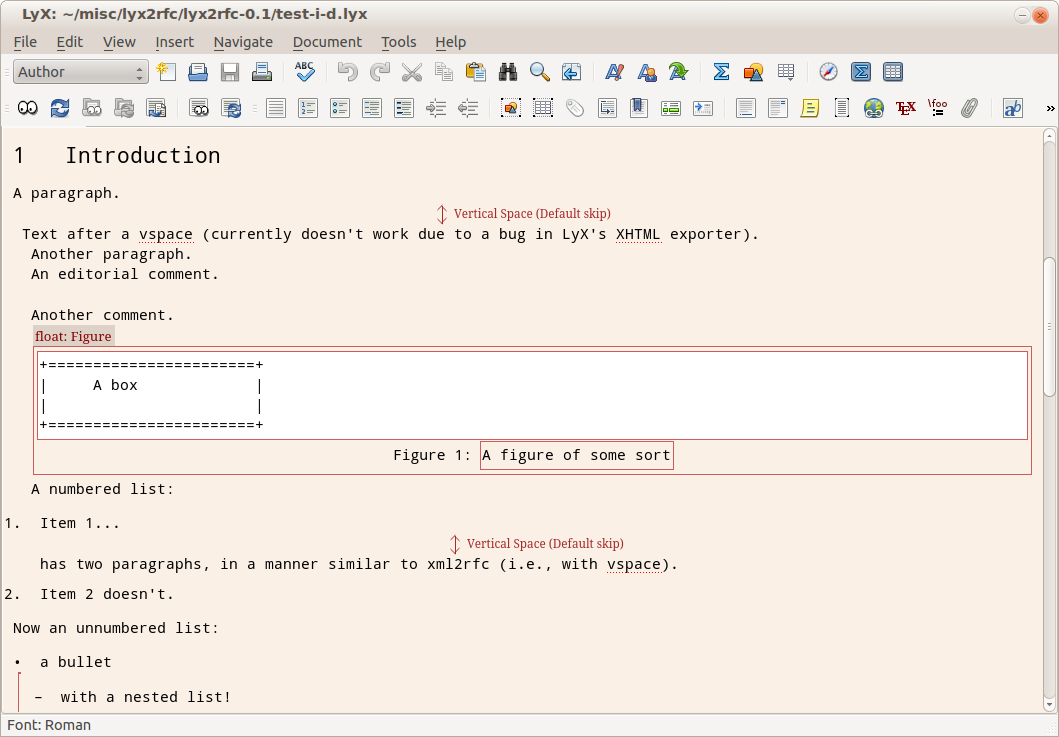 LyX: ~/misc/lyx2rfc/lyx2rfc-0.1/test-i-d.lyx
File Edit View Insert Navigate Document Tools Help
Author
ABC
TEX \foo ab »
1 Introduction
A paragraph.
Vertical Space (Default skip)
Text after a vspace (currently doesn't work due to a bug in LyX's XHTML exporter).
Another paragraph.
An editorial comment.
Another comment.
float: Figure
+=======================+
| A box |
| |
+=======================+
Figure 1: A figure of some sort
A numbered list:
1. Item 1...
Vertical Space (Default skip)
has two paragraphs, in a manner similar to xml2rfc (i.e., with vspace).
2. Item 2 doesn't.
Now an unnumbered list:
• a bullet
– with a nested list!
Font: Roman